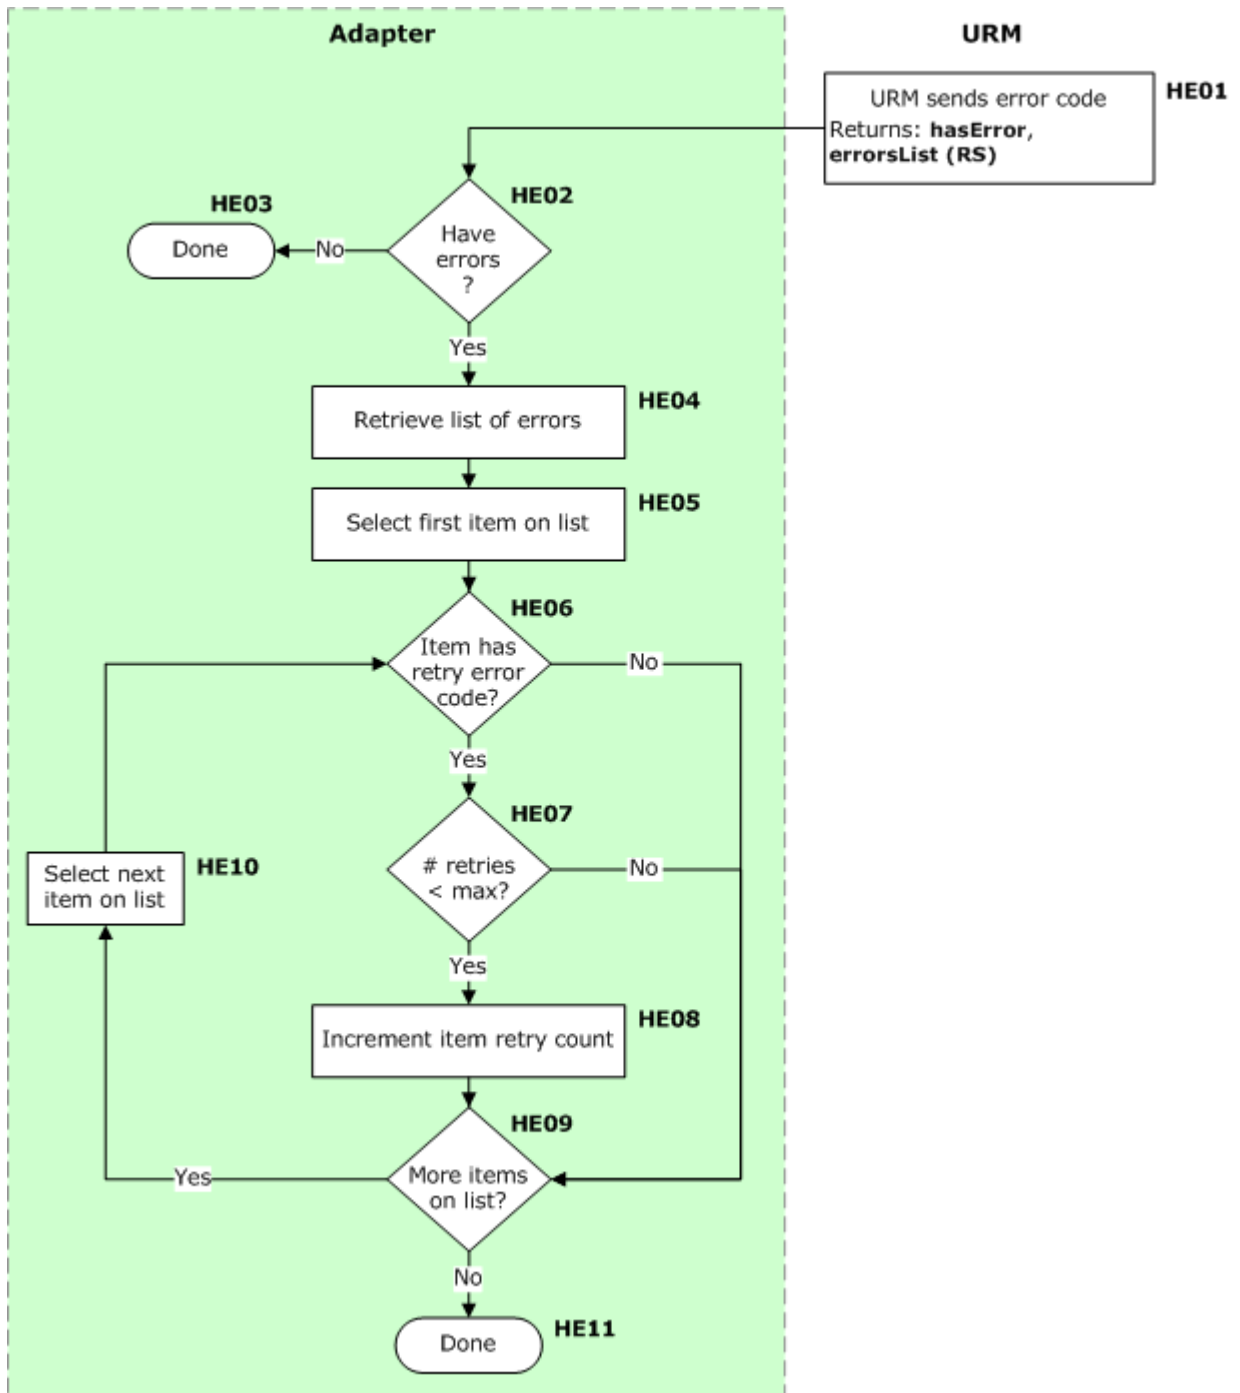 Adapter
URM
URM sends error code
HE01
Returns: hasError,
errorsList (RS)
HE02
HE03
Have
errors
?
Done
No
Yes
Retrieve list of errors
HE04
Select first item on list
HE05
HE06
Item has
retry error
code?
No
Yes
HE07
# retries
< max?
No
Select next
item on list
HE10
Yes
Increment item retry count
HE08
HE09
More items
on list?
Yes
No
Done
HE11